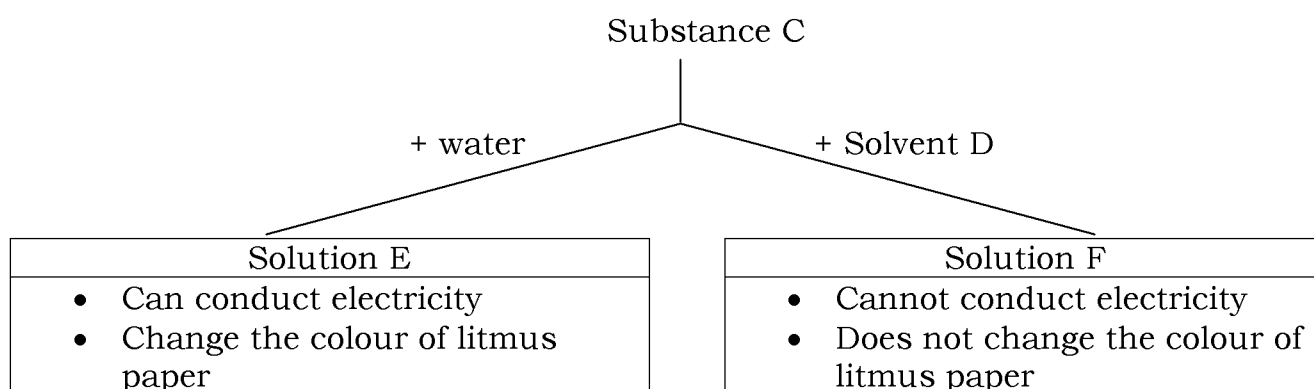 Substance C
+ water
+ Solvent D
Solution E
• Can conduct electricity
• Change the colour of litmus
paper
Solution F
• Cannot conduct electricity
• Does not change the colour of
litmus paper